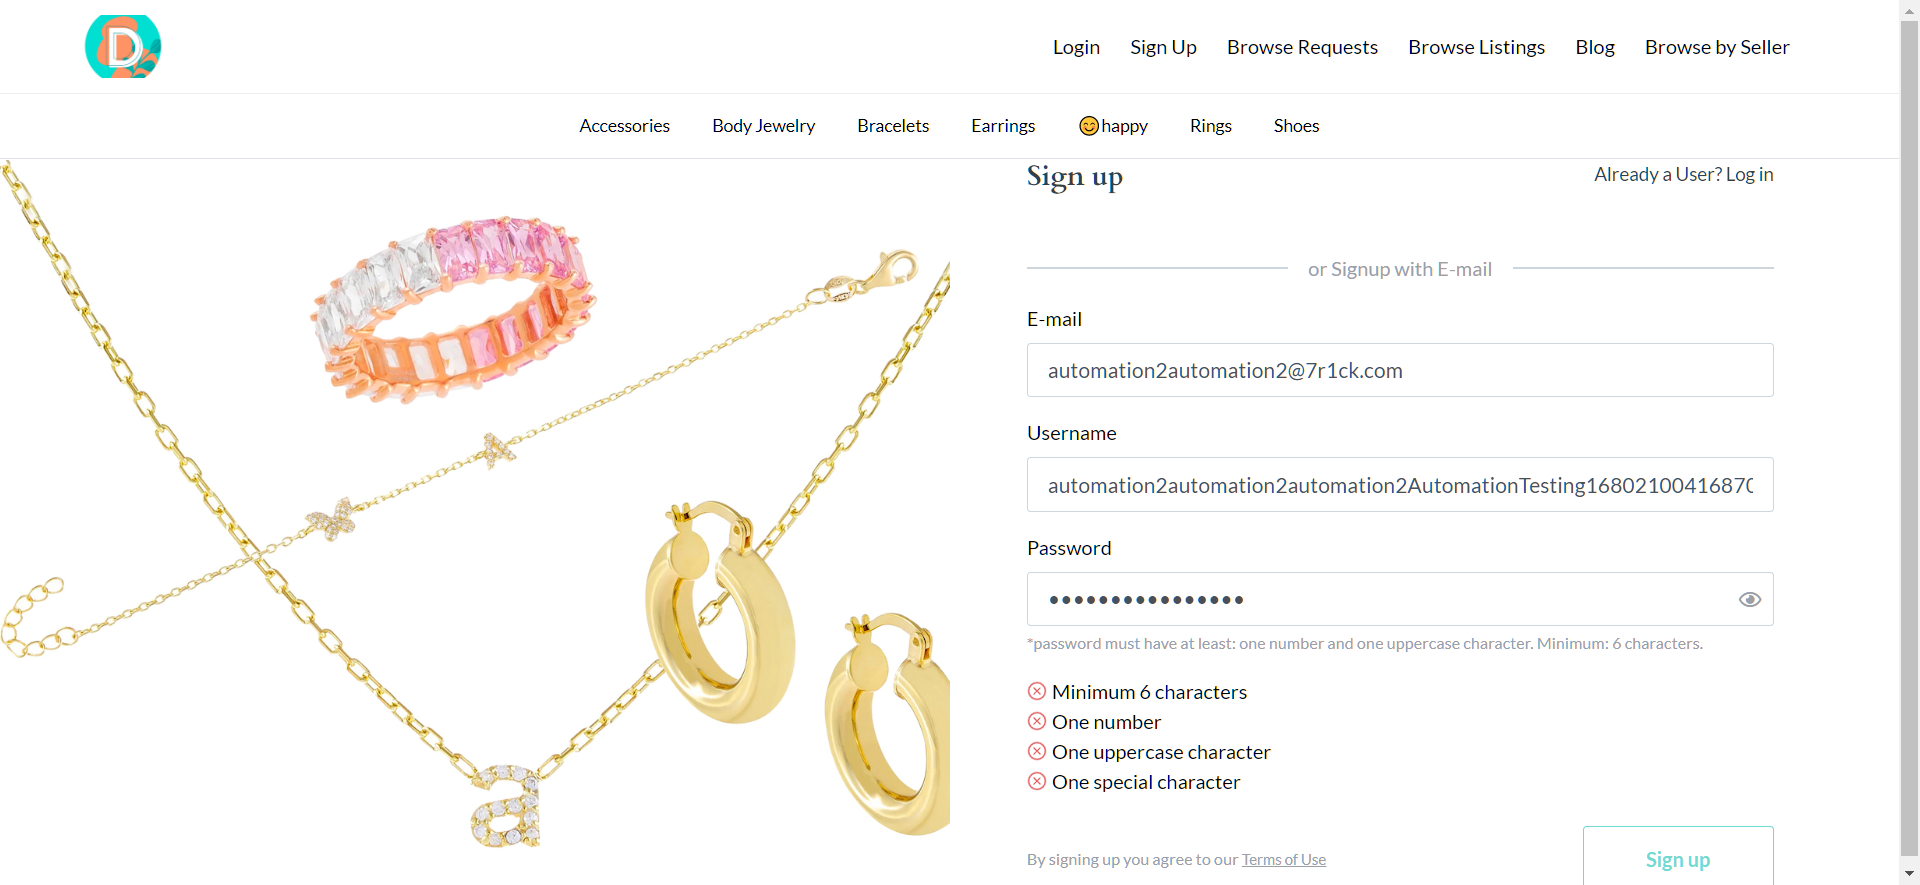 D
Login Sign Up Browse Requests Browse Listings Blog Browse by Seller
Accessories Body Jewelry Bracelets Earrings 😊happy Rings Shoes
Sign up Already a User? Log in
or Signup with E-mail
E-mail
automation2automation2@7r1ck.com
Username
automation2automation2automation2AutomationTesting16802100416870
Password
••••••••••••••••
*password must have at least: one number and one uppercase character. Minimum: 6 characters.
Minimum 6 characters
One number
One uppercase character
One special character
By signing up you agree to our Terms of Use Sign up
A
a